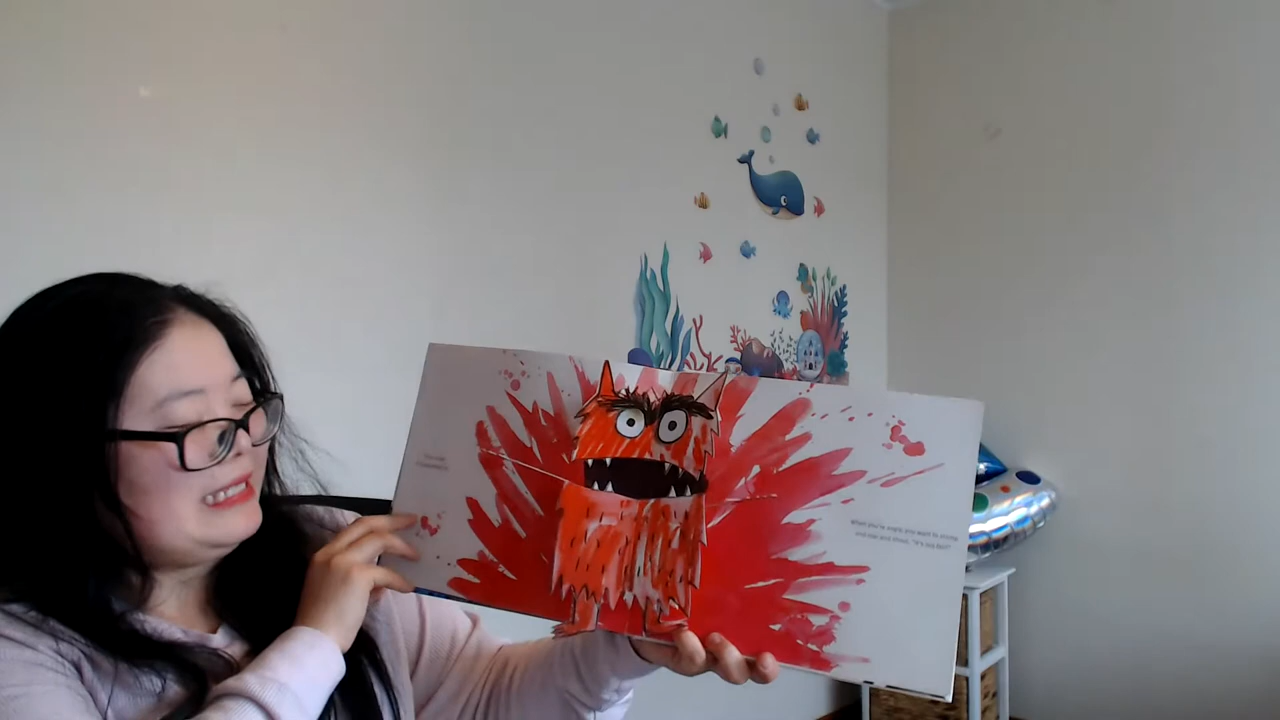 When you're angry you want to stomp
and roar and shout, "It's not fair!"